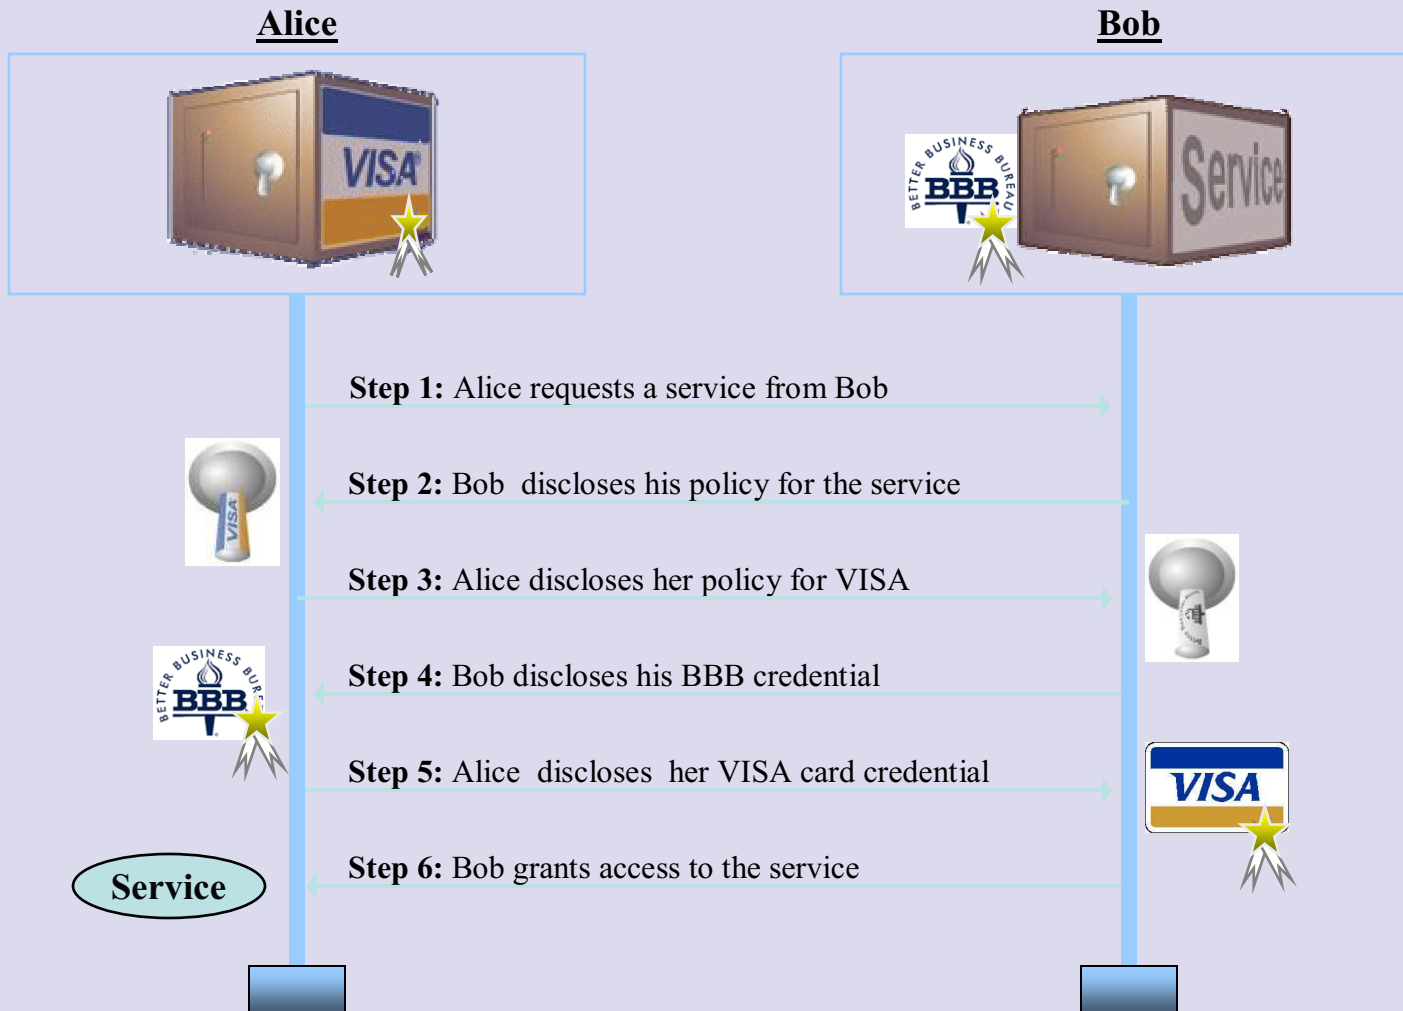 Alice
Bob
VISA
BETTER BUSINESS BUREAU
BBB
Service
Step 1: Alice requests a service from Bob
Step 2: Bob discloses his policy for the service
VISA
Step 3: Alice discloses her policy for VISA
BETTER BUSINESS
BBB
Step 4: Bob discloses his BBB credential
Step 5: Alice discloses her VISA card credential
VISA
Step 6: Bob grants access to the service
Service